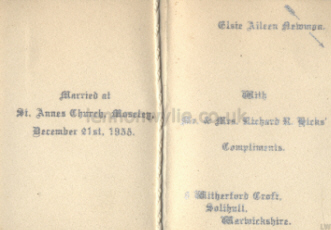 Married at
St. Annes Church, Moseley,
December 21st, 1935.
Elsie Aileen Newman.
With
Mr. & Mrs. Richard R. Hicks'
Compliments.
Witherford Croft,
Solihull,
Warwickshire.